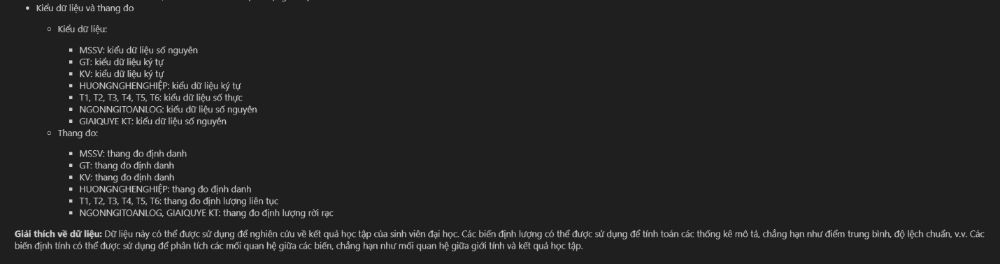 Kiểu dữ liệu và thang đo
Kiểu dữ liệu:
MSSV: kiểu dữ liệu số nguyên
GT: kiểu dữ liệu ký tự
KV: kiểu dữ liệu ký tự
HUONGNGHENGHIỆP: kiểu dữ liệu ký tự
T1, T2, T3, T4, T5, T6: kiểu dữ liệu số thực
NGONNGITOANLOG: kiểu dữ liệu số nguyên
GIAIQUYE KT: kiểu dữ liệu số nguyên
Thang đo:
MSSV: thang đo định danh
GT: thang đo định danh
KV: thang đo định danh
HUONGNGHENGHIỆP: thang đo định danh
T1, T2, T3, T4, T5, T6: thang đo định lượng liên tục
NGONNGITOANLOG, GIAIQUYE KT: thang đo định lượng rời rạc
Giải thích về dữ liệu: Dữ liệu này có thể được sử dụng để nghiên cứu về kết quả học tập của sinh viên đại học. Các biến định lượng có thể được sử dụng để tính toán các thống kê mô tả, chẳng hạn như điểm trung bình, độ lệch chuẩn, v.v. Các
biến định tính có thể được sử dụng để phân tích các mối quan hệ giữa các biến, chẳng hạn như mối quan hệ giữa giới tính và kết quả học tập.